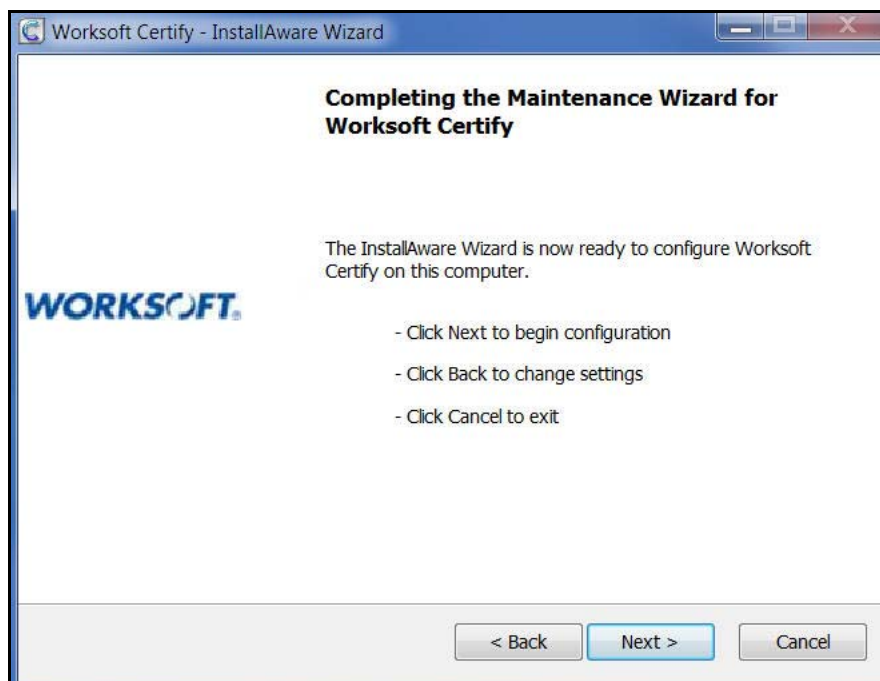 Worksoft Certify - InstallAware Wizard
Completing the Maintenance Wizard for
Worksoft Certify
The InstallAware Wizard is now ready to configure Worksoft
Certify on this computer.
WORKSOFT®
- Click Next to begin configuration
- Click Back to change settings
- Click Cancel to exit
< Back
Next >
Cancel